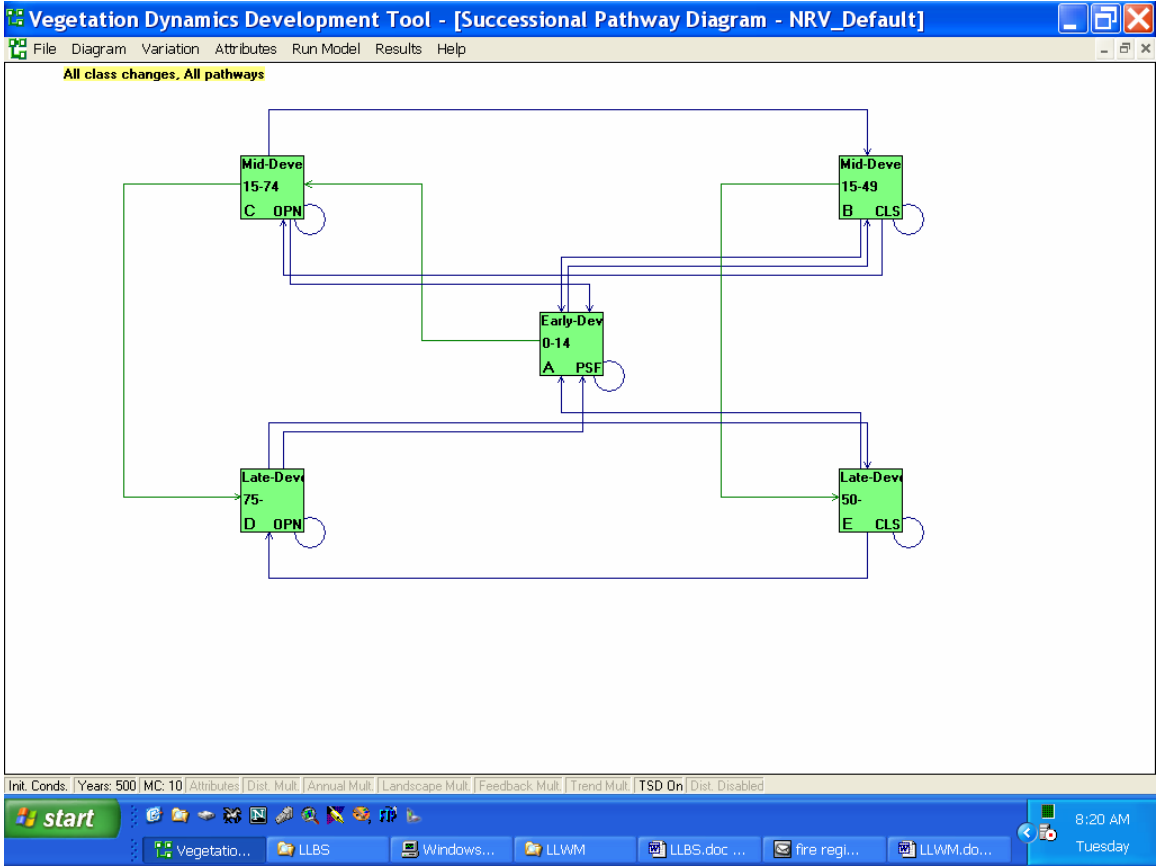 Vegetation Dynamics Development Tool - [Successional Pathway Diagram - NRV_Default]
File Diagram Variation Attributes Run Model Results Help
All class changes, All pathways
Mid-Deve
15-74
C OPN
Mid-Deve
15-49
B CLS
Early-Dev
0-14
A PSF
Late-Deve
75-
D OPN
Late-Deve
50-
E CLS
Init. Conds. Years: 500 MC: 10 Attributes Dist. Mult. Annual Mult. Landscape Mult. Feedback Mult. Trend Mult. TSD On Dist. Disabled
start
8:20 AM
Vegetatio... LLBS Windows... LLWM LLBS.doc ... fire regi... LLWM.do...
Tuesday